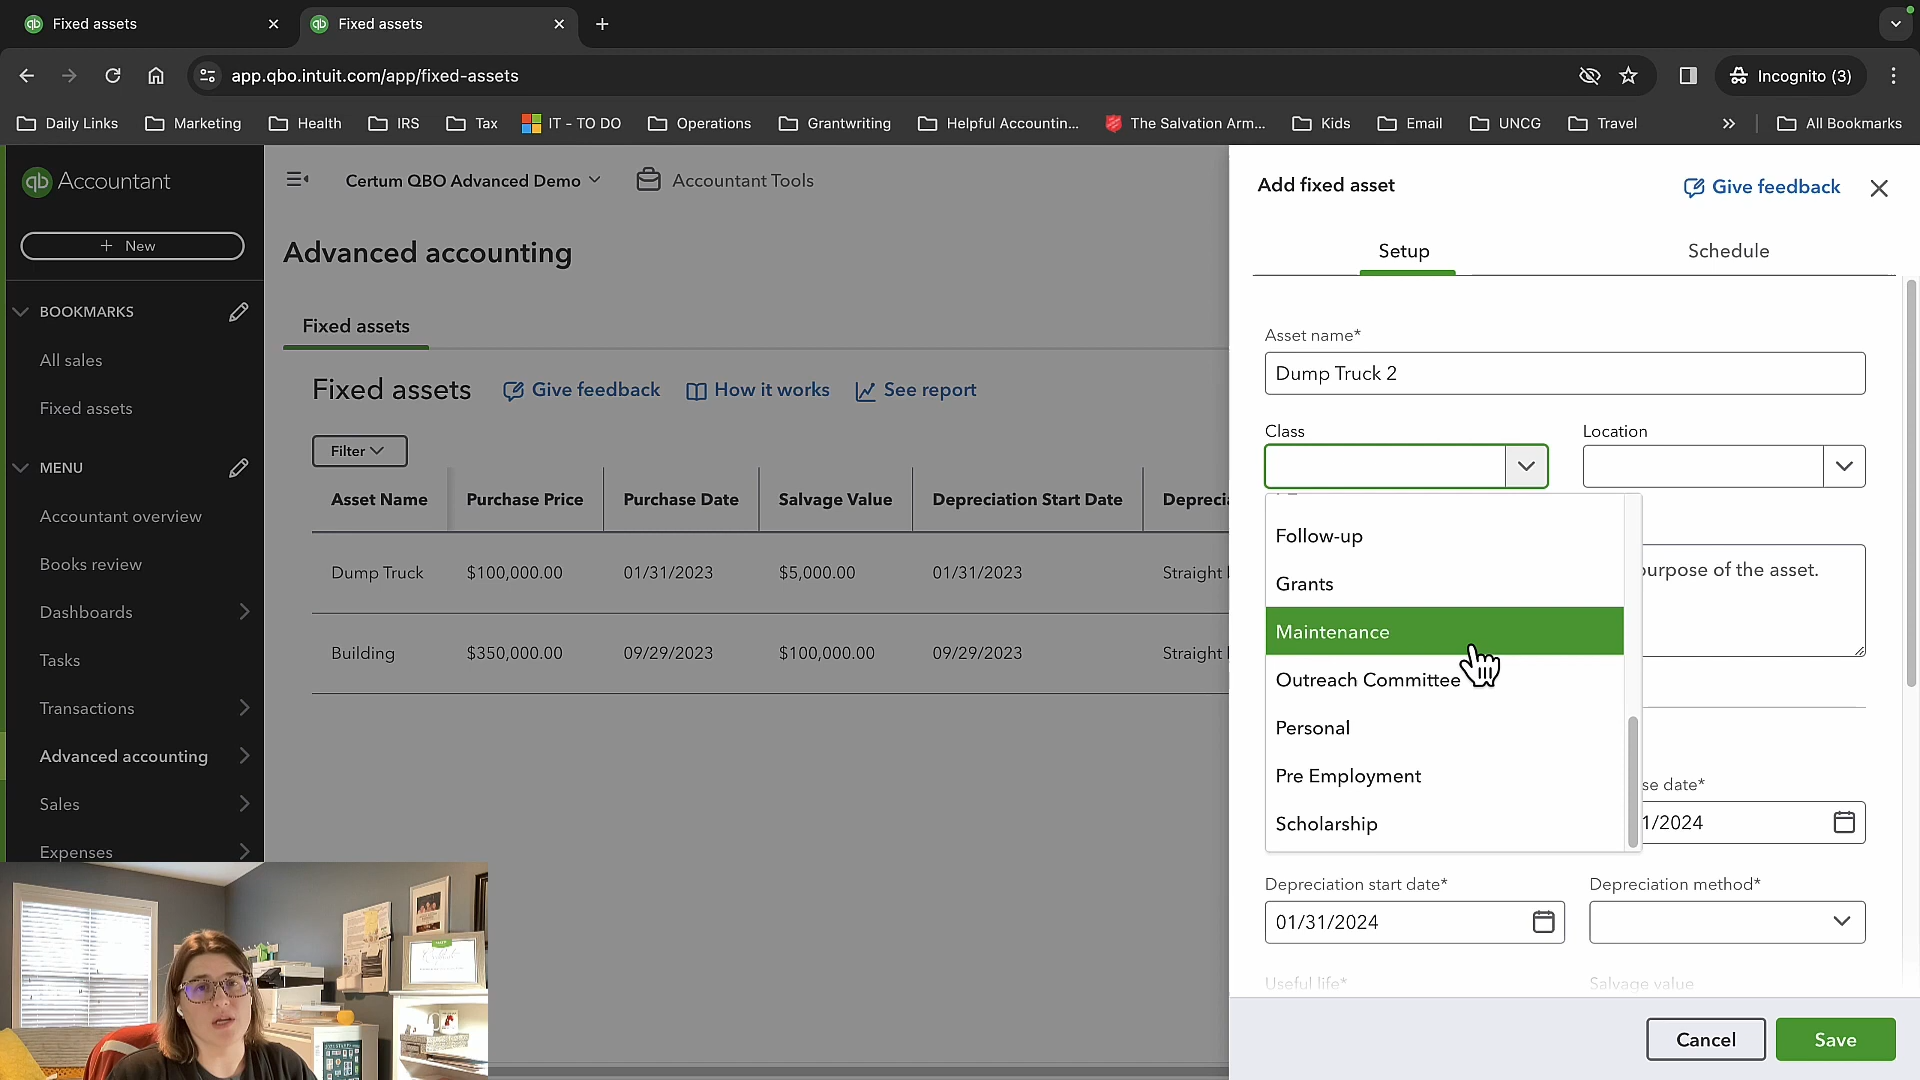 Fixed assets
Fixed assets
app.qbo.intuit.com/app/fixed-assets
Incognito (3)
Daily Links
Marketing
Health
IRS
Tax
IT - TO DO
Operations
Grantwriting
Helpful Accountin...
The Salvation Arm...
Kids
Email
UNCG
Travel
All Bookmarks
qb Accountant
+ New
BOOKMARKS
All sales
Fixed assets
MENU
Accountant overview
Books review
Dashboards
Tasks
Transactions
Advanced accounting
Sales
Expenses
Certum QBO Advanced Demo
Accountant Tools
Advanced accounting
Fixed assets
Fixed assets
Give feedback
How it works
See report
Filter
Asset Name Purchase Price Purchase Date Salvage Value Depreciation Start Date Depreci
Dump Truck $100,000.00 01/31/2023 $5,000.00 01/31/2023 Straight
Building $350,000.00 09/29/2023 $100,000.00 09/29/2023 Straight
Add fixed asset
Give feedback
Setup
Schedule
Asset name*
Dump Truck 2
Class
Location
Follow-up
Grants
Maintenance
Outreach Committee
Personal
Pre Employment
Scholarship
purpose of the asset.
se date*
1/2024
Depreciation start date*
Depreciation method*
01/31/2024
Useful life*
Salvage value
Cancel
Save